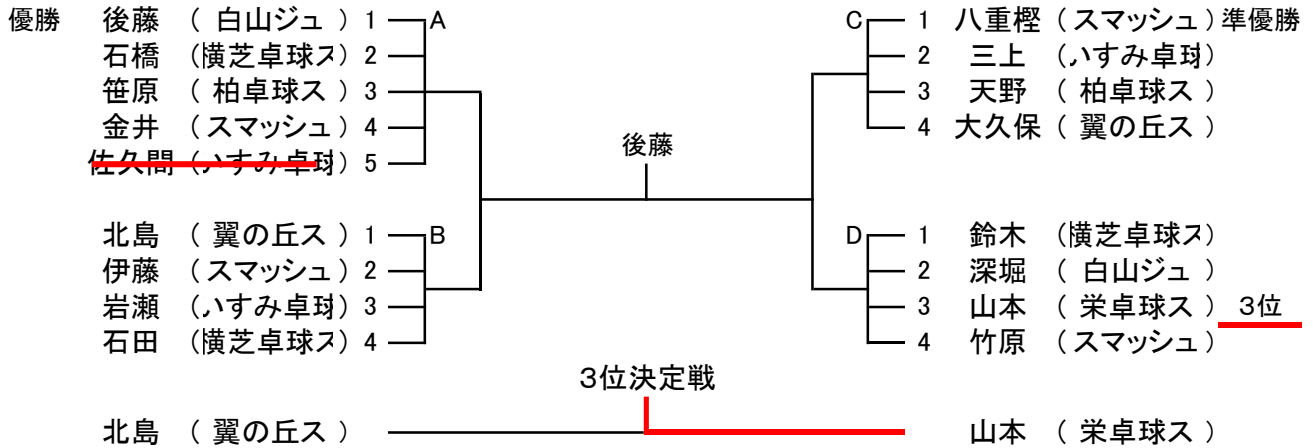 優勝 後藤 （ 白山ジュ ） 1 A
石橋 （横芝卓球ス） 2
笹原 （ 柏卓球ス ） 3
金井 （スマッシュ） 4
佐久間（いすみ卓球） 5
北島 （ 翼の丘ス ） 1 B
伊藤 （スマッシュ） 2
岩瀬 （いすみ卓球） 3
石田 （横芝卓球ス） 4
後藤
C 1 八重樫（スマッシュ）準優勝
2 三上 （いすみ卓球）
3 天野 （ 柏卓球ス ）
4 大久保（ 翼の丘ス ）
D 1 鈴木 （横芝卓球ス）
2 深堀 （ 白山ジュ ）
3 山本 （ 栄卓球ス ） 3位
4 竹原 （スマッシュ）
3位決定戦
北島 （ 翼の丘ス ）
山本 （ 栄卓球ス ）